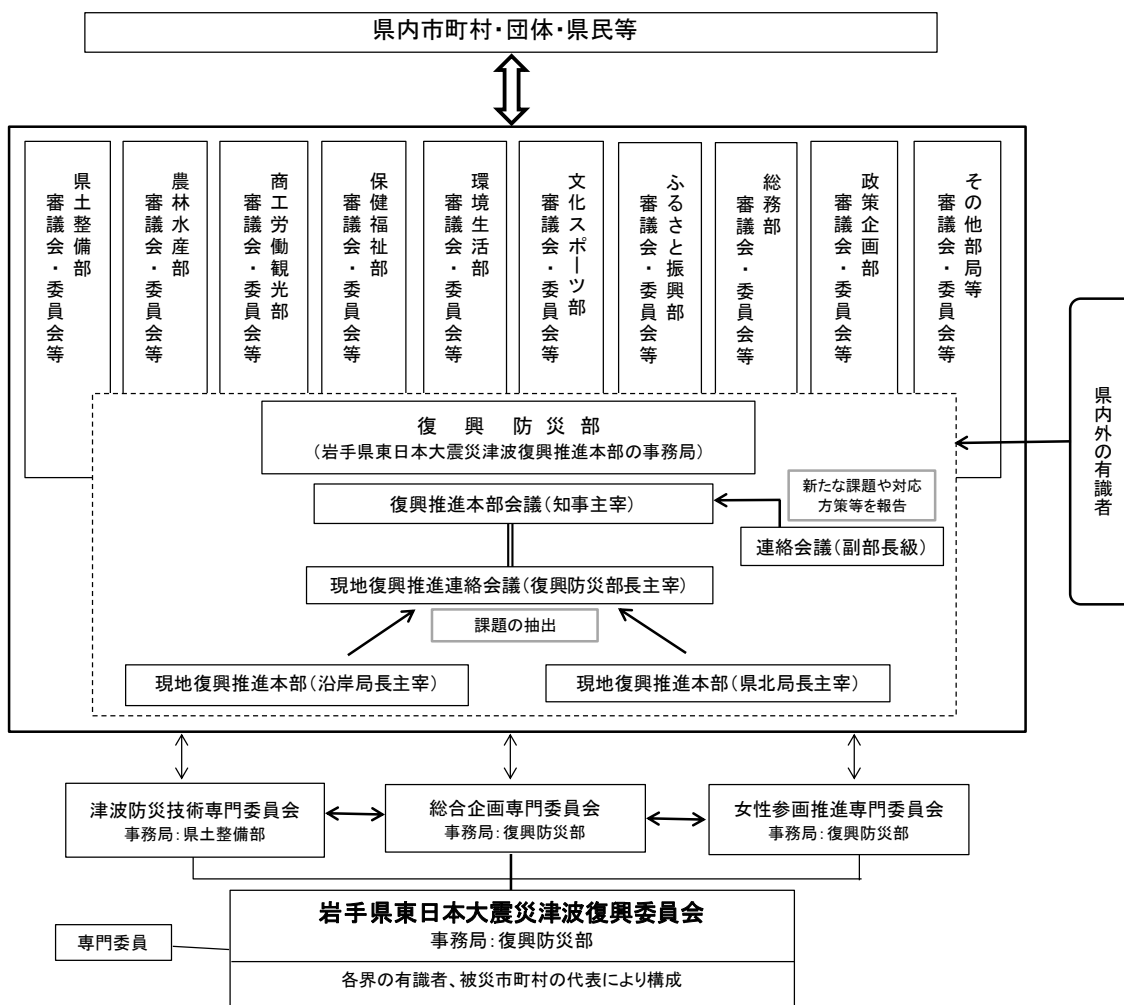 県内市町村・団体・県民等
県土整備部
審議会・委員会等
農林水産部
審議会・委員会等
商工労働観光部
審議会・委員会等
保健福祉部
審議会・委員会等
環境生活部
審議会・委員会等
文化スポーツ部
審議会・委員会等
ふるさと振興部
審議会・委員会等
総務部
審議会・委員会等
政策企画部
審議会・委員会等
その他部局等
審議会・委員会等
県内外の有識者
復興防災部
(岩手県東日本大震災津波復興推進本部の事務局)
復興推進本部会議(知事主宰)
新たな課題や対応
方策等を報告
連絡会議(副部長級)
現地復興推進連絡会議(復興防災部長主宰)
課題の抽出
現地復興推進本部(沿岸局長主宰)
現地復興推進本部(県北局長主宰)
津波防災技術専門委員会
事務局:県土整備部
総合企画専門委員会
事務局:復興防災部
女性参画推進専門委員会
事務局:復興防災部
岩手県東日本大震災津波復興委員会
事務局:復興防災部
専門委員
各界の有識者、被災市町村の代表により構成